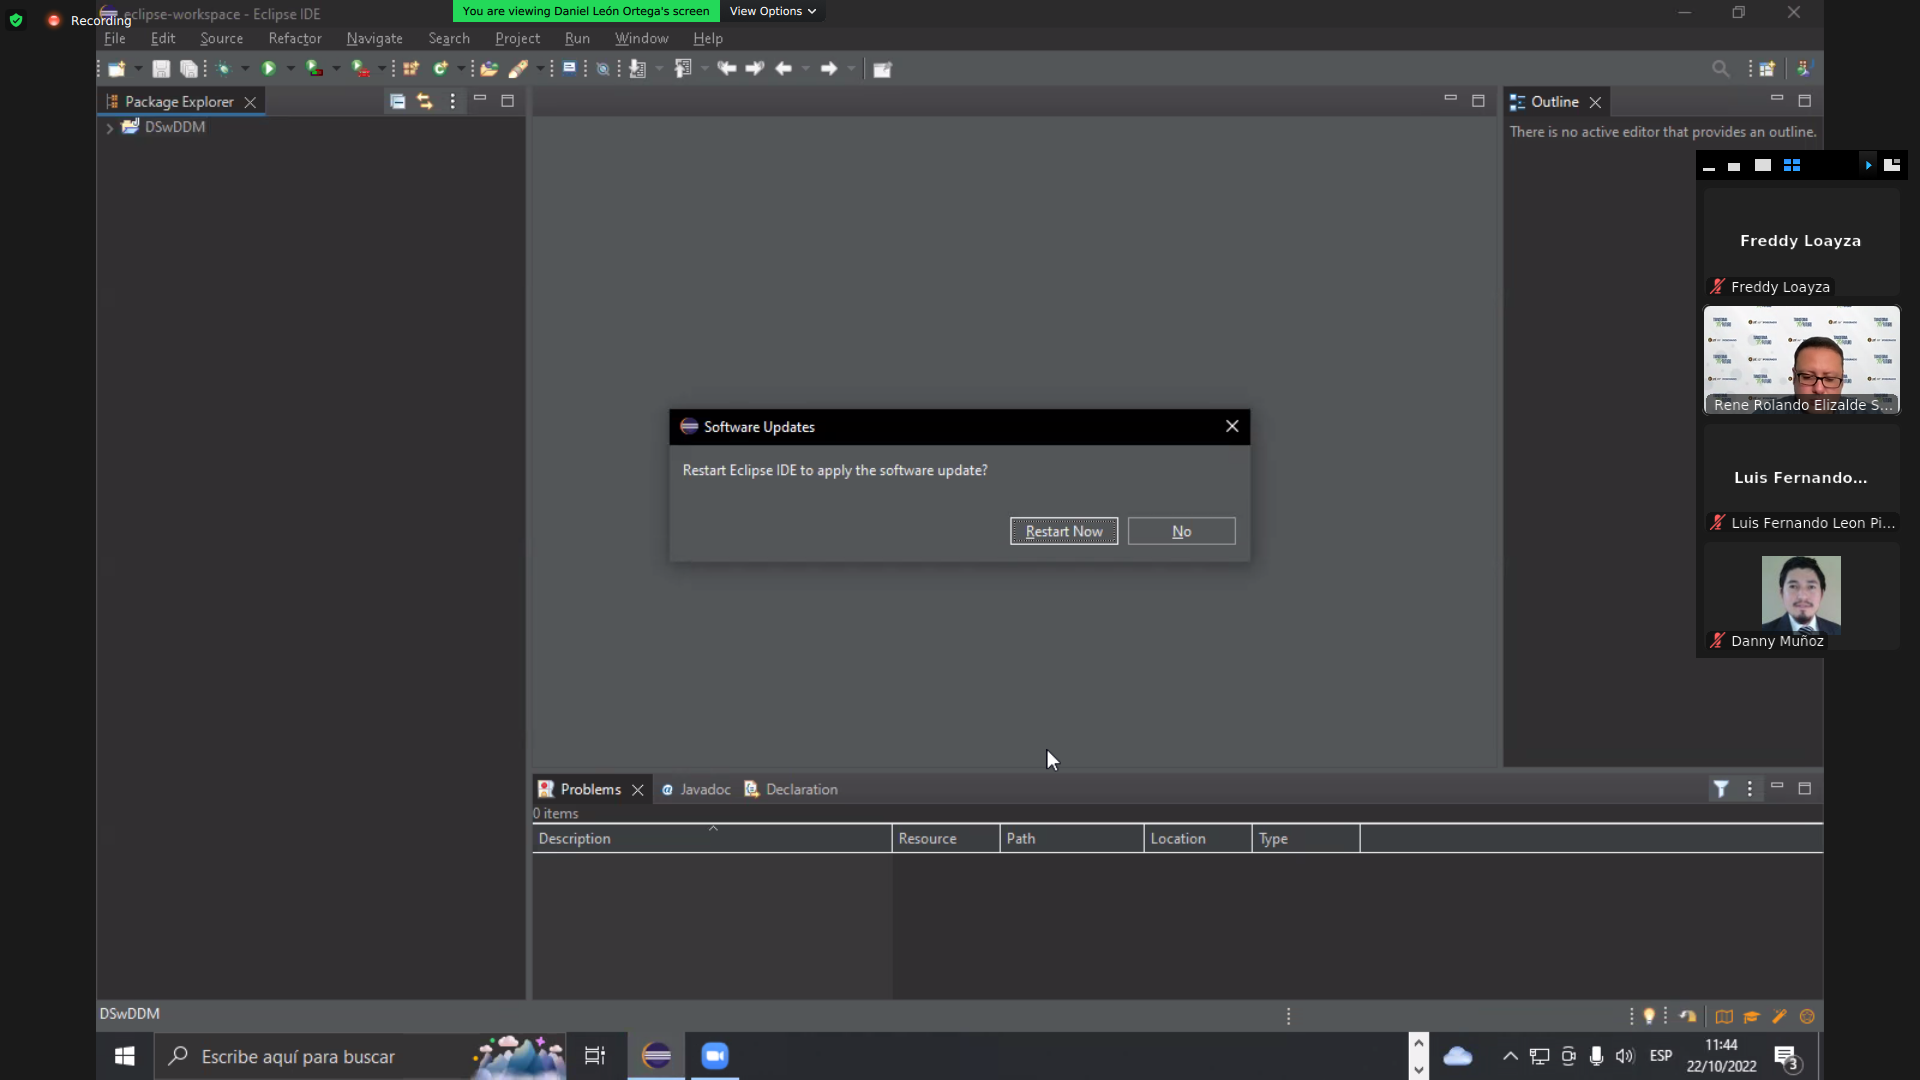 Recording
eclipse-workspace - Eclipse IDE
You are viewing Daniel León Ortega's screen
View Options
File Edit Source Refactor Navigate Search Project Run Window Help
Package Explorer
DSwDDM
Outline
There is no active editor that provides an outline.
Freddy Loayza
Freddy Loayza
Rene Rolando Elizalde S...
Luis Fernando...
Luis Fernando Leon Pi...
Danny Muñoz
Software Updates
Restart Eclipse IDE to apply the software update?
Restart Now
No
Problems
Javadoc
Declaration
0 items
Description Resource Path Location Type
DSwDDM
Escribe aquí para buscar
ESP
11:44
22/10/2022
3